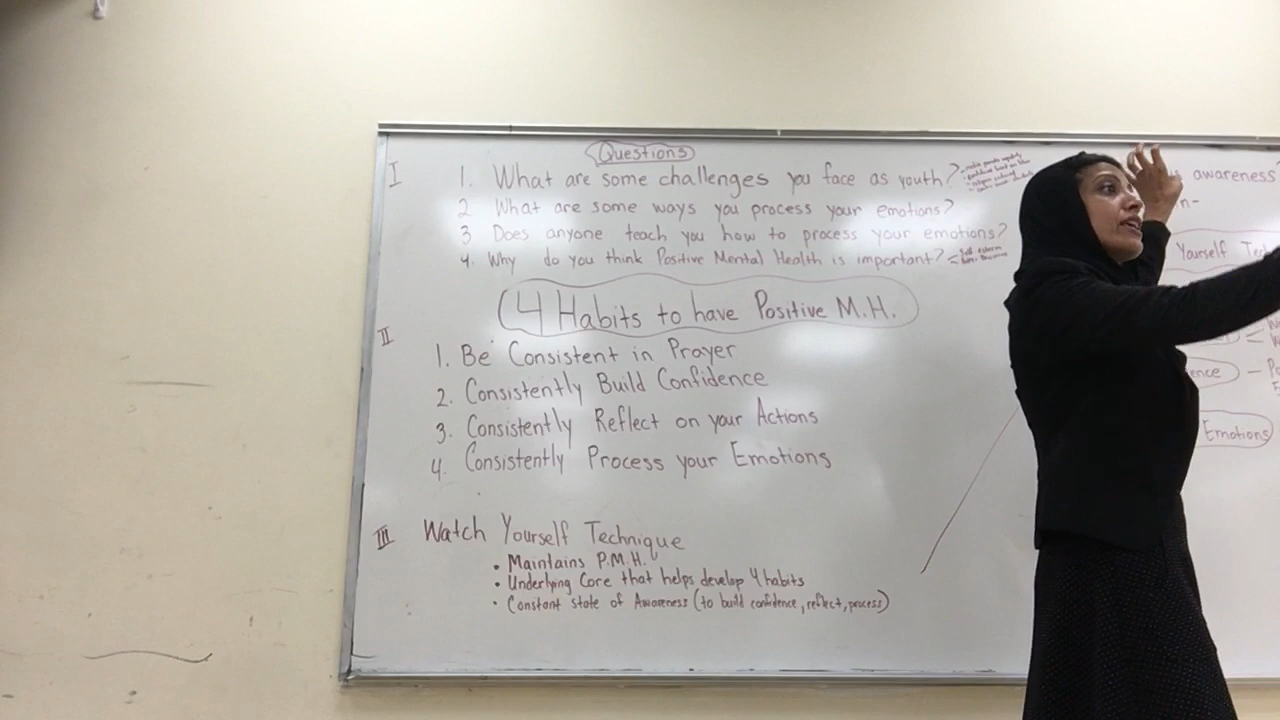 Questions
I
1. What are some challenges you face as youth?
2 What are some ways you process your emotions?
3 Does anyone teach you how to process your emotions?
4. Why do you think Positive Mental Health is important?
4 Habits to have Positive M.H.
II
1. Be Consistent in Prayer
2. Consistently Build Confidence
3. Consistently Reflect on your Actions
4. Consistently Process your Emotions
III Watch Yourself Technique
• Maintains P.M.H.
• Underlying Core that helps develop 4 habits
• Constant state of Awareness (to build confidence, reflect, process)
awareness
Yourself
Emotions